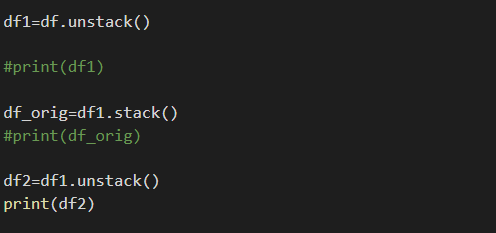 df1=df.unstack()
#print(df1)
df_orig=df1.stack()
#print(df_orig)
df2=df1.unstack()
print(df2)